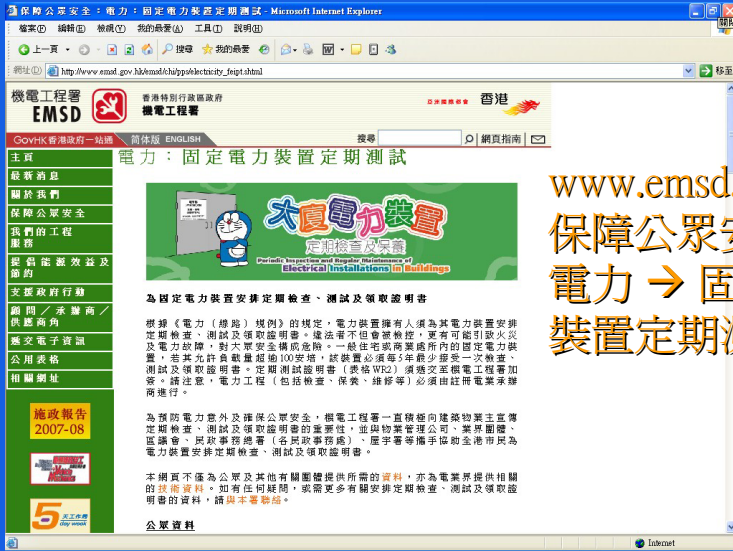 保障公眾安全：電力：固定電力裝置定期測試 - Microsoft Internet Explorer
檔案(F) 編輯(E) 檢視(V) 我的最愛(A) 工具(T) 說明(H)
上一頁 搜尋 我的最愛
網址(D) http://www.emsd.gov.hk/emsd/chi/pps/electricity_feipt.shtml 移至
機電工程署
EMSD
香港特別行政區政府
機電工程署
亞洲國際都會 香港
GovHK香港政府一站通 简体版 ENGLISH 搜尋 網頁指南
主頁
最新消息
關於我們
保障公眾安全
我們的工程
服務
提倡能源效益及
節約
支援政府行動
顧問／承辦商／
供應商角
遞交電子資訊
公用表格
相關網址
施政報告
2007-08
天工作周
day week
電力：固定電力裝置定期測試
大廈電力裝置
定期檢查及保養
Periodic Inspection and Regular Maintenance of
Electrical Installations in Buildings
為固定電力裝置安排定期檢查、測試及領取證明書
根據《電力（線路）規例》的規定，電力裝置擁有人須為其電力裝置安排
定期檢查、測試及領取證明書。違法者不但會被檢控，更有可能引致火災
及電力故障，對大眾安全構成危險。一般住宅或商業處所內的固定電力裝
置，若其允許負載量超逾100安培，該裝置必須每5年最少接受一次檢查、
測試及領取證明書。定期測試證明書（表格WR2）須遞交至機電工程署加
簽。請注意，電力工程（包括檢查、保養、維修等）必須由註冊電業承辦
商進行。
為預防電力意外及確保公眾安全，機電工程署一直積極向建築物業主宣傳
定期檢查、測試及領取證明書的重要性，並與物業管理公司、業界團體、
區議會、民政事務總署（各民政事務處）、屋宇署等攜手協助全港市民為
電力裝置安排定期檢查、測試及領取證明書。
本網頁不僅為公眾及其他有關團體提供所需的資料，亦為電業界提供相關
的技術資料。如有任何疑問，或需更多有關安排定期檢查、測試及領取證
明書的資料，請與本署聯絡。
公眾資料
Internet
www.emsd.
保障公眾安
電力 → 固
裝置定期測